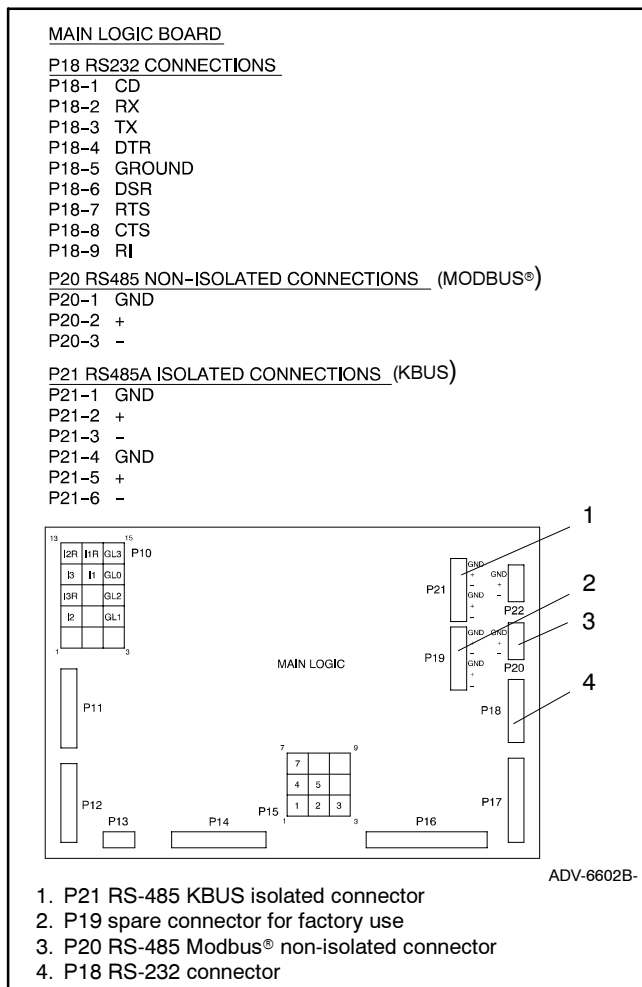 MAIN LOGIC BOARD
P18 RS232 CONNECTIONS
P18-1 CD
P18-2 RX
P18-3 TX
P18-4 DTR
P18-5 GROUND
P18-6 DSR
P18-7 RTS
P18-8 CTS
P18-9 RI
P20 RS485 NON-ISOLATED CONNECTIONS (MODBUS®)
P20-1 GND
P20-2 +
P20-3 -
P21 RS485A ISOLATED CONNECTIONS (KBUS)
P21-1 GND
P21-2 +
P21-3 -
P21-4 GND
P21-5 +
P21-6 -
13 15
I2R I1R GL3 P10
I3 I1 GL0
I3R GL2
I2 GL1
1 3
P11
P12
P13
P14
MAIN LOGIC
7 9
7
4 5
1 2 3
P15
1 3
P16
P21
GND
+
-
GND
+
-
GND
+
-
P22
P19
GND
+
-
GND
+
-
GND
+
-
P20
P18
P17
1
2
3
4
ADV-6602B-
1. P21 RS-485 KBUS isolated connector
2. P19 spare connector for factory use
3. P20 RS-485 Modbus® non-isolated connector
4. P18 RS-232 connector